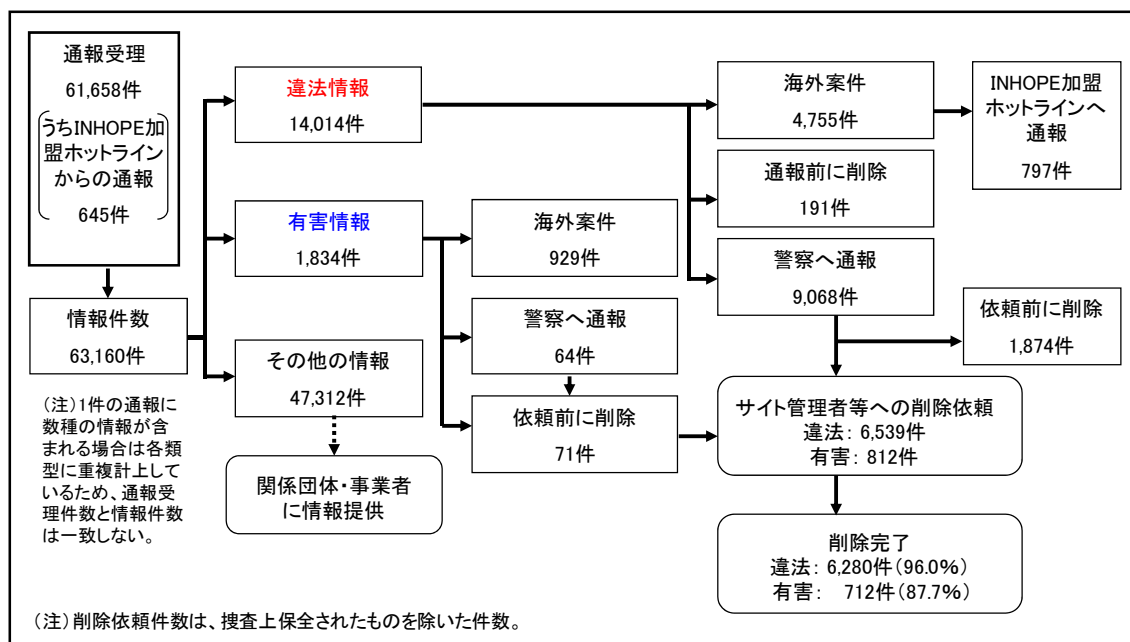 通報受理
61,658件
うちINHOPE加
盟ホットライン
からの通報
645件
情報件数
63,160件
(注)1件の通報に
数種の情報が含
まれる場合は各類
型に重複計上して
いるため、通報受
理件数と情報件数
は一致しない。
違法情報
14,014件
有害情報
1,834件
その他の情報
47,312件
関係団体・事業者
に情報提供
海外案件
929件
警察へ通報
64件
依頼前に削除
71件
海外案件
4,755件
通報前に削除
191件
警察へ通報
9,068件
INHOPE加盟
ホットラインへ
通報
797件
依頼前に削除
1,874件
サイト管理者等への削除依頼
違法: 6,539件
有害: 812件
削除完了
違法: 6,280件(96.0%)
有害: 712件(87.7%)
(注)削除依頼件数は、捜査上保全されたものを除いた件数。